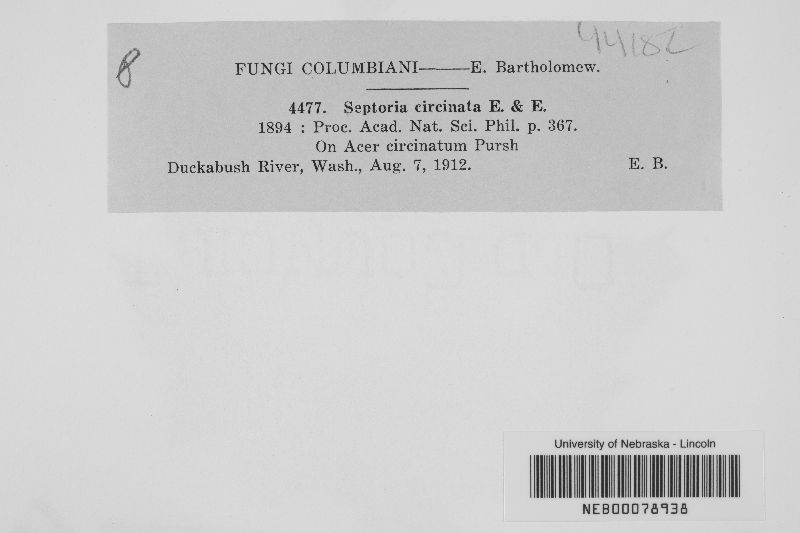 44182
8
FUNGI COLUMBIANI—E. Bartholomew.
4477. Septoria circinata E. & E.
1894 : Proc. Acad. Nat. Sci. Phil. p. 367.
On Acer circinatum Pursh
Duckabush River, Wash., Aug. 7, 1912. E. B.
University of Nebraska - Lincoln
NEB00078938